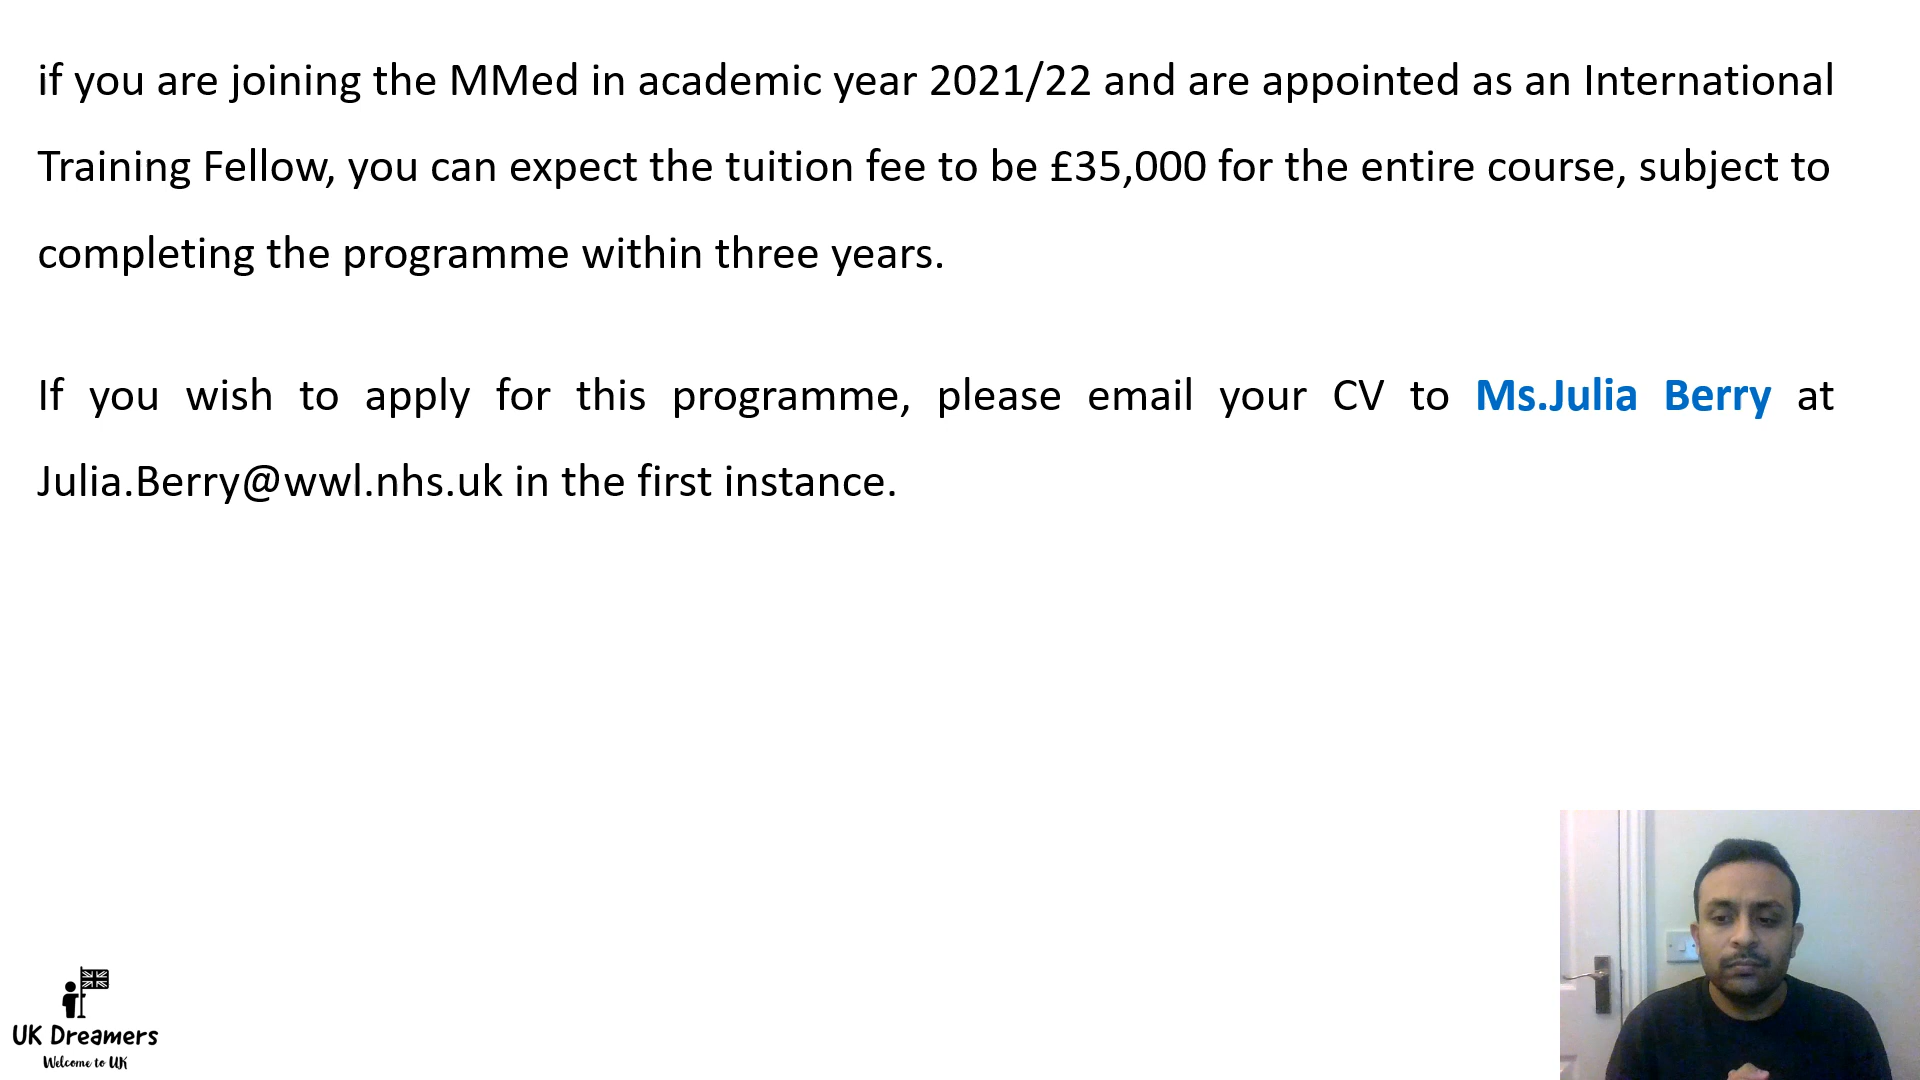 if you are joining the MMed in academic year 2021/22 and are appointed as an International
Training Fellow, you can expect the tuition fee to be £35,000 for the entire course, subject to
completing the programme within three years.
If you wish to apply for this programme, please email your CV to Ms.Julia Berry at
Julia.Berry@wwl.nhs.uk in the first instance.
UK Dreamers
Welcome to UK